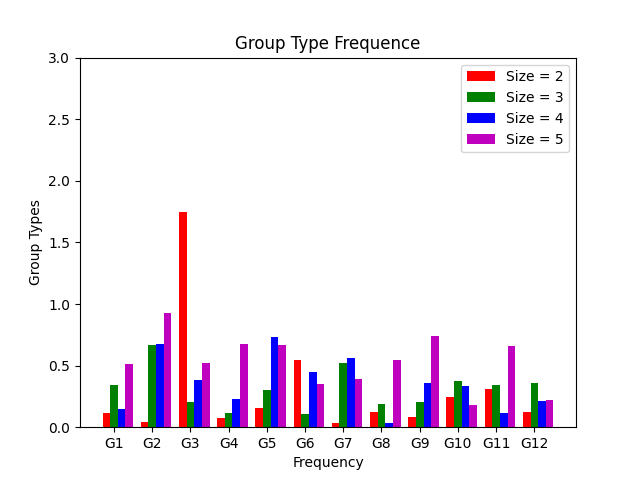 Group Type Frequence
3.0
2.5
2.0
1.5
1.0
0.5
0.0
Group Types
Size = 2
Size = 3
Size = 4
Size = 5
G1 G2 G3 G4 G5 G6 G7 G8 G9 G10 G11 G12
Frequency